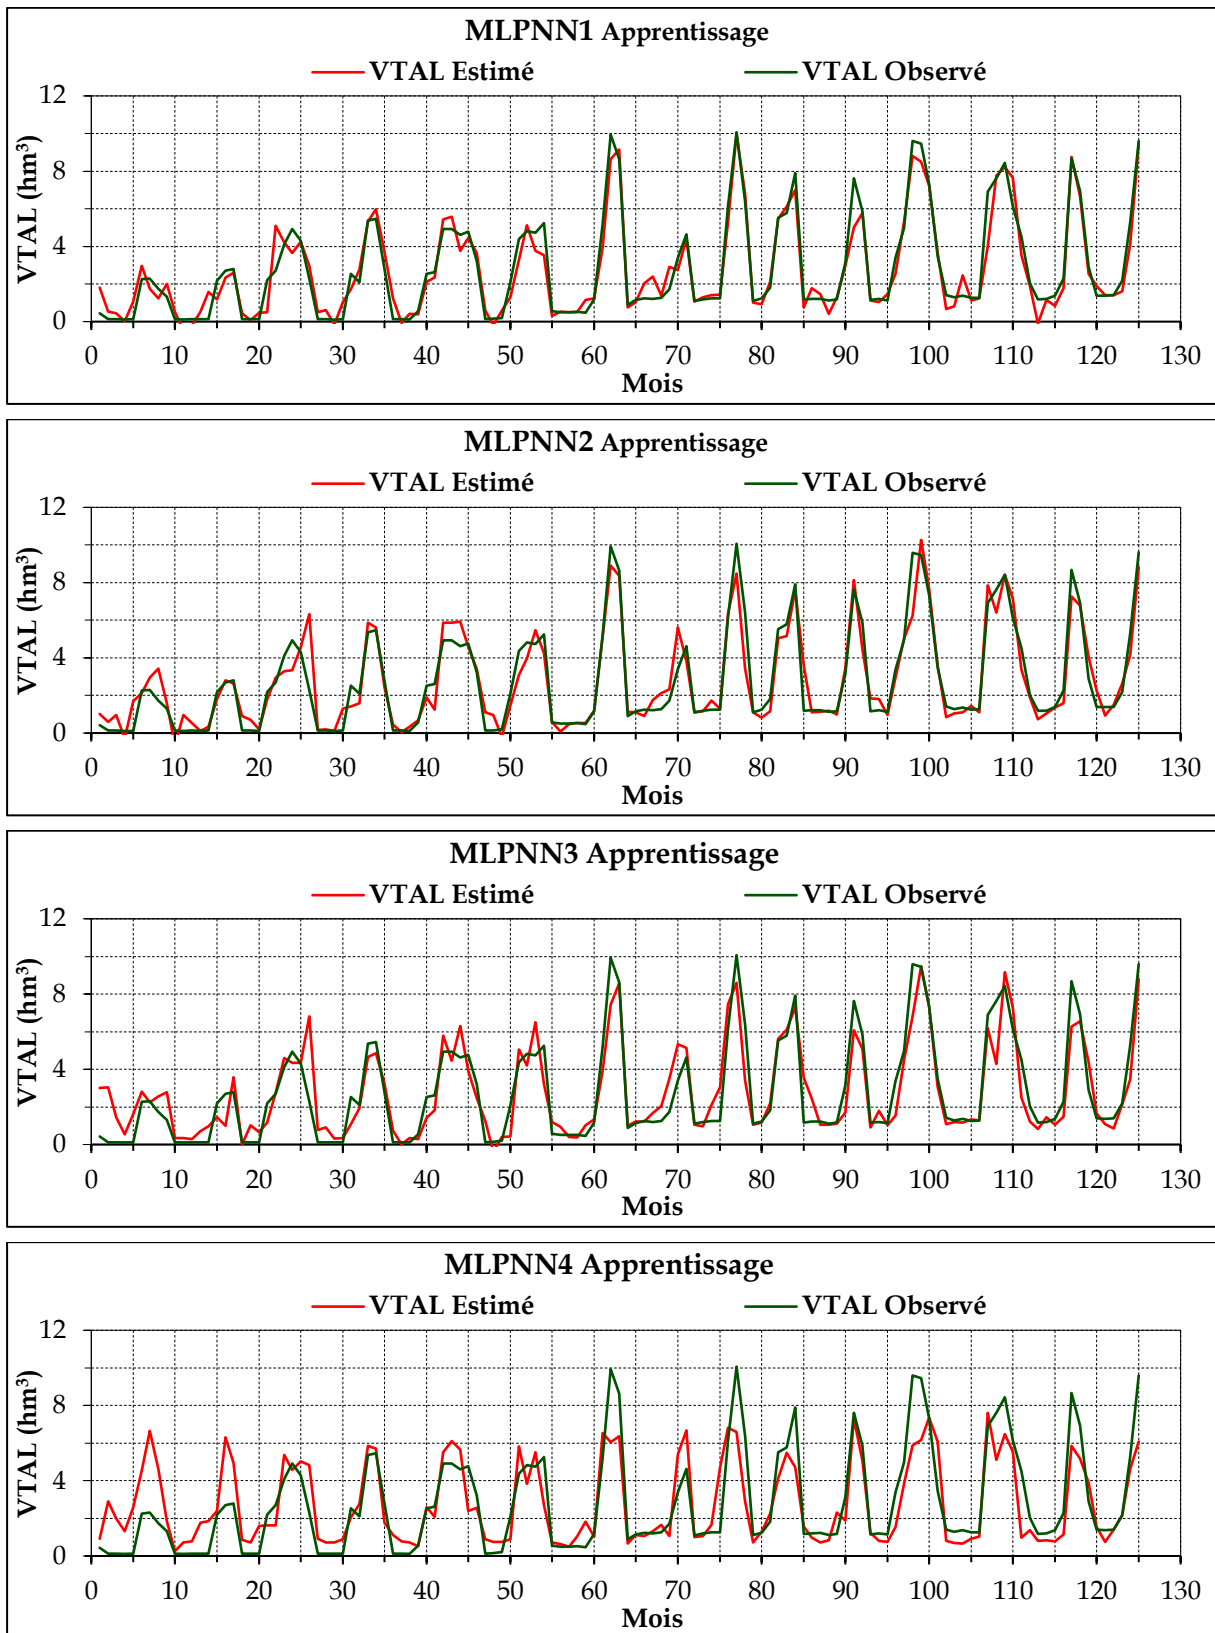 MLPNN1 Apprentissage
VTAL Estimé VTAL Observé
12
8
4
0
VTAL (hm³)
0 10 20 30 40 50 60 70 80 90 100 110 120 130
Mois
MLPNN2 Apprentissage
VTAL Estimé VTAL Observé
12
8
4
0
VTAL (hm³)
0 10 20 30 40 50 60 70 80 90 100 110 120 130
Mois
MLPNN3 Apprentissage
VTAL Estimé VTAL Observé
12
8
4
0
VTAL (hm³)
0 10 20 30 40 50 60 70 80 90 100 110 120 130
Mois
MLPNN4 Apprentissage
VTAL Estimé VTAL Observé
12
8
4
0
VTAL (hm³)
0 10 20 30 40 50 60 70 80 90 100 110 120 130
Mois